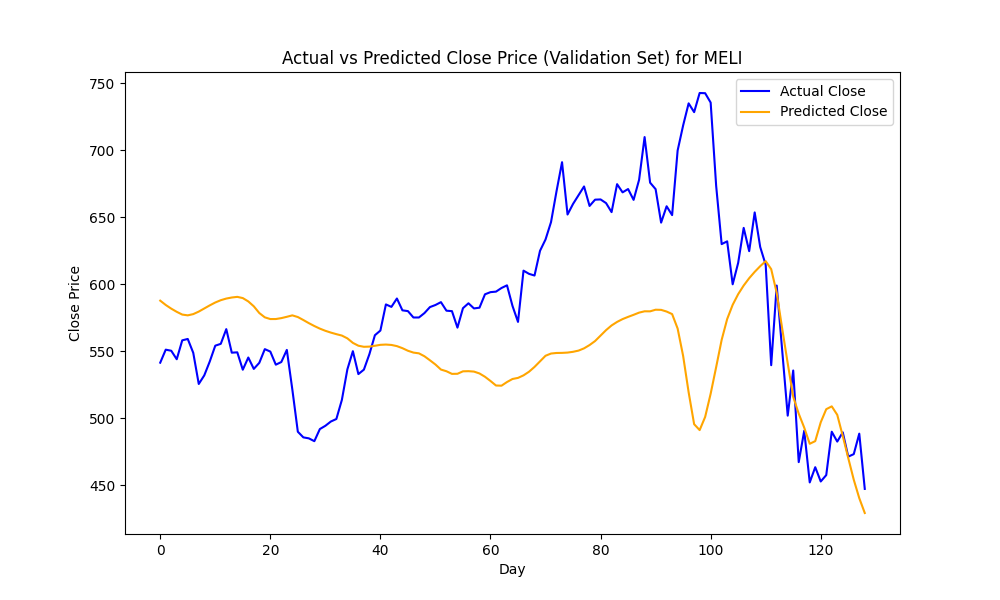 Actual vs Predicted Close Price (Validation Set) for MELI
Actual Close
Predicted Close
Close Price
750
700
650
600
550
500
450
0 20 40 60 80 100 120
Day